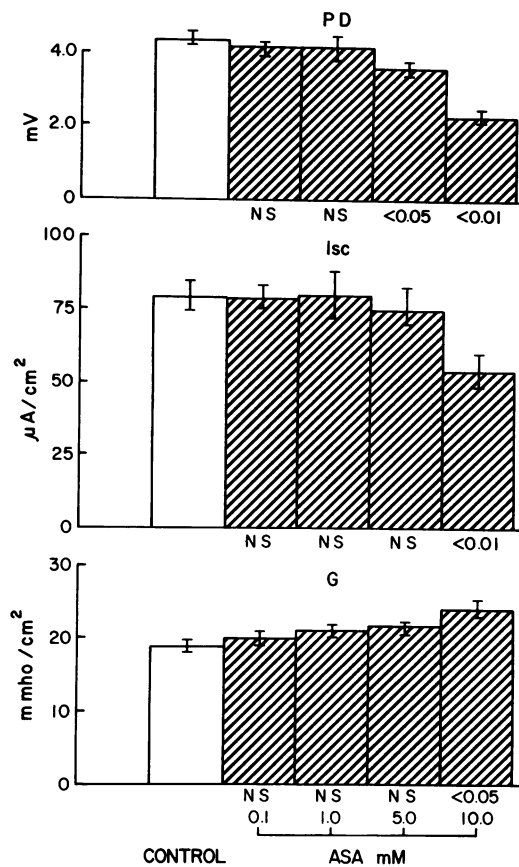 PD
4.0
2.0
0
mV
NS NS <0.05 <0.01
Isc
100
75
50
25
0
μA/cm²
NS NS NS <0.01
G
30
20
10
0
m mho/cm²
NS NS NS <0.05
0.1 1.0 5.0 10.0
CONTROL ASA mM